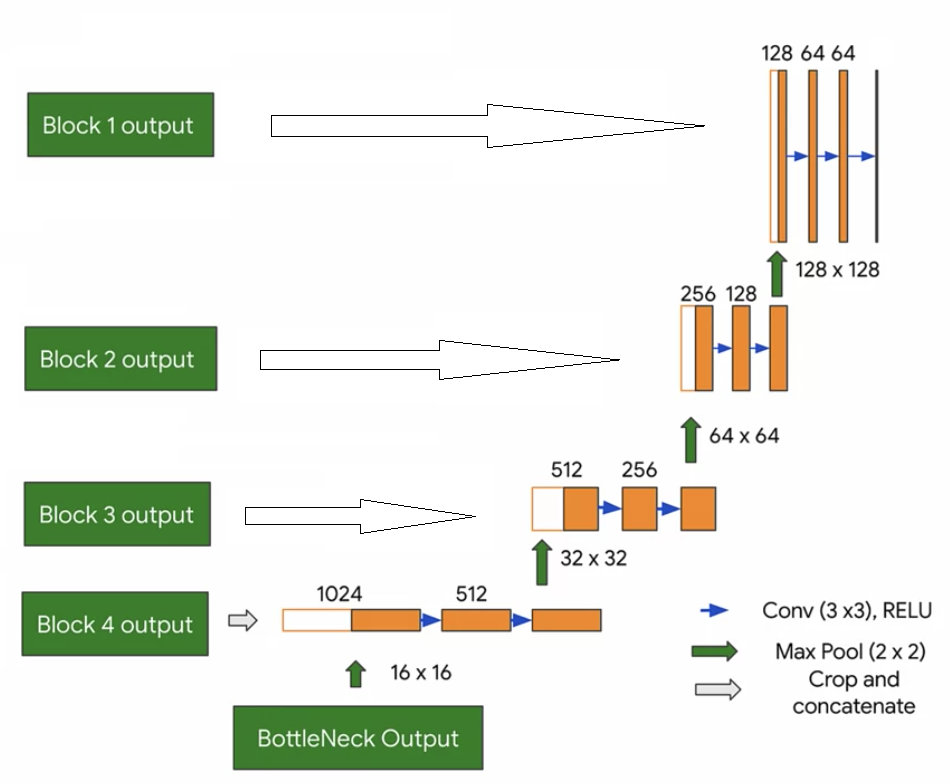 128 64 64
Block 1 output
128 x 128
256 128
Block 2 output
64 x 64
512 256
Block 3 output
32 x 32
1024 512
Block 4 output
Conv (3 x3), RELU
Max Pool (2 x 2)
Crop and
concatenate
16 x 16
BottleNeck Output